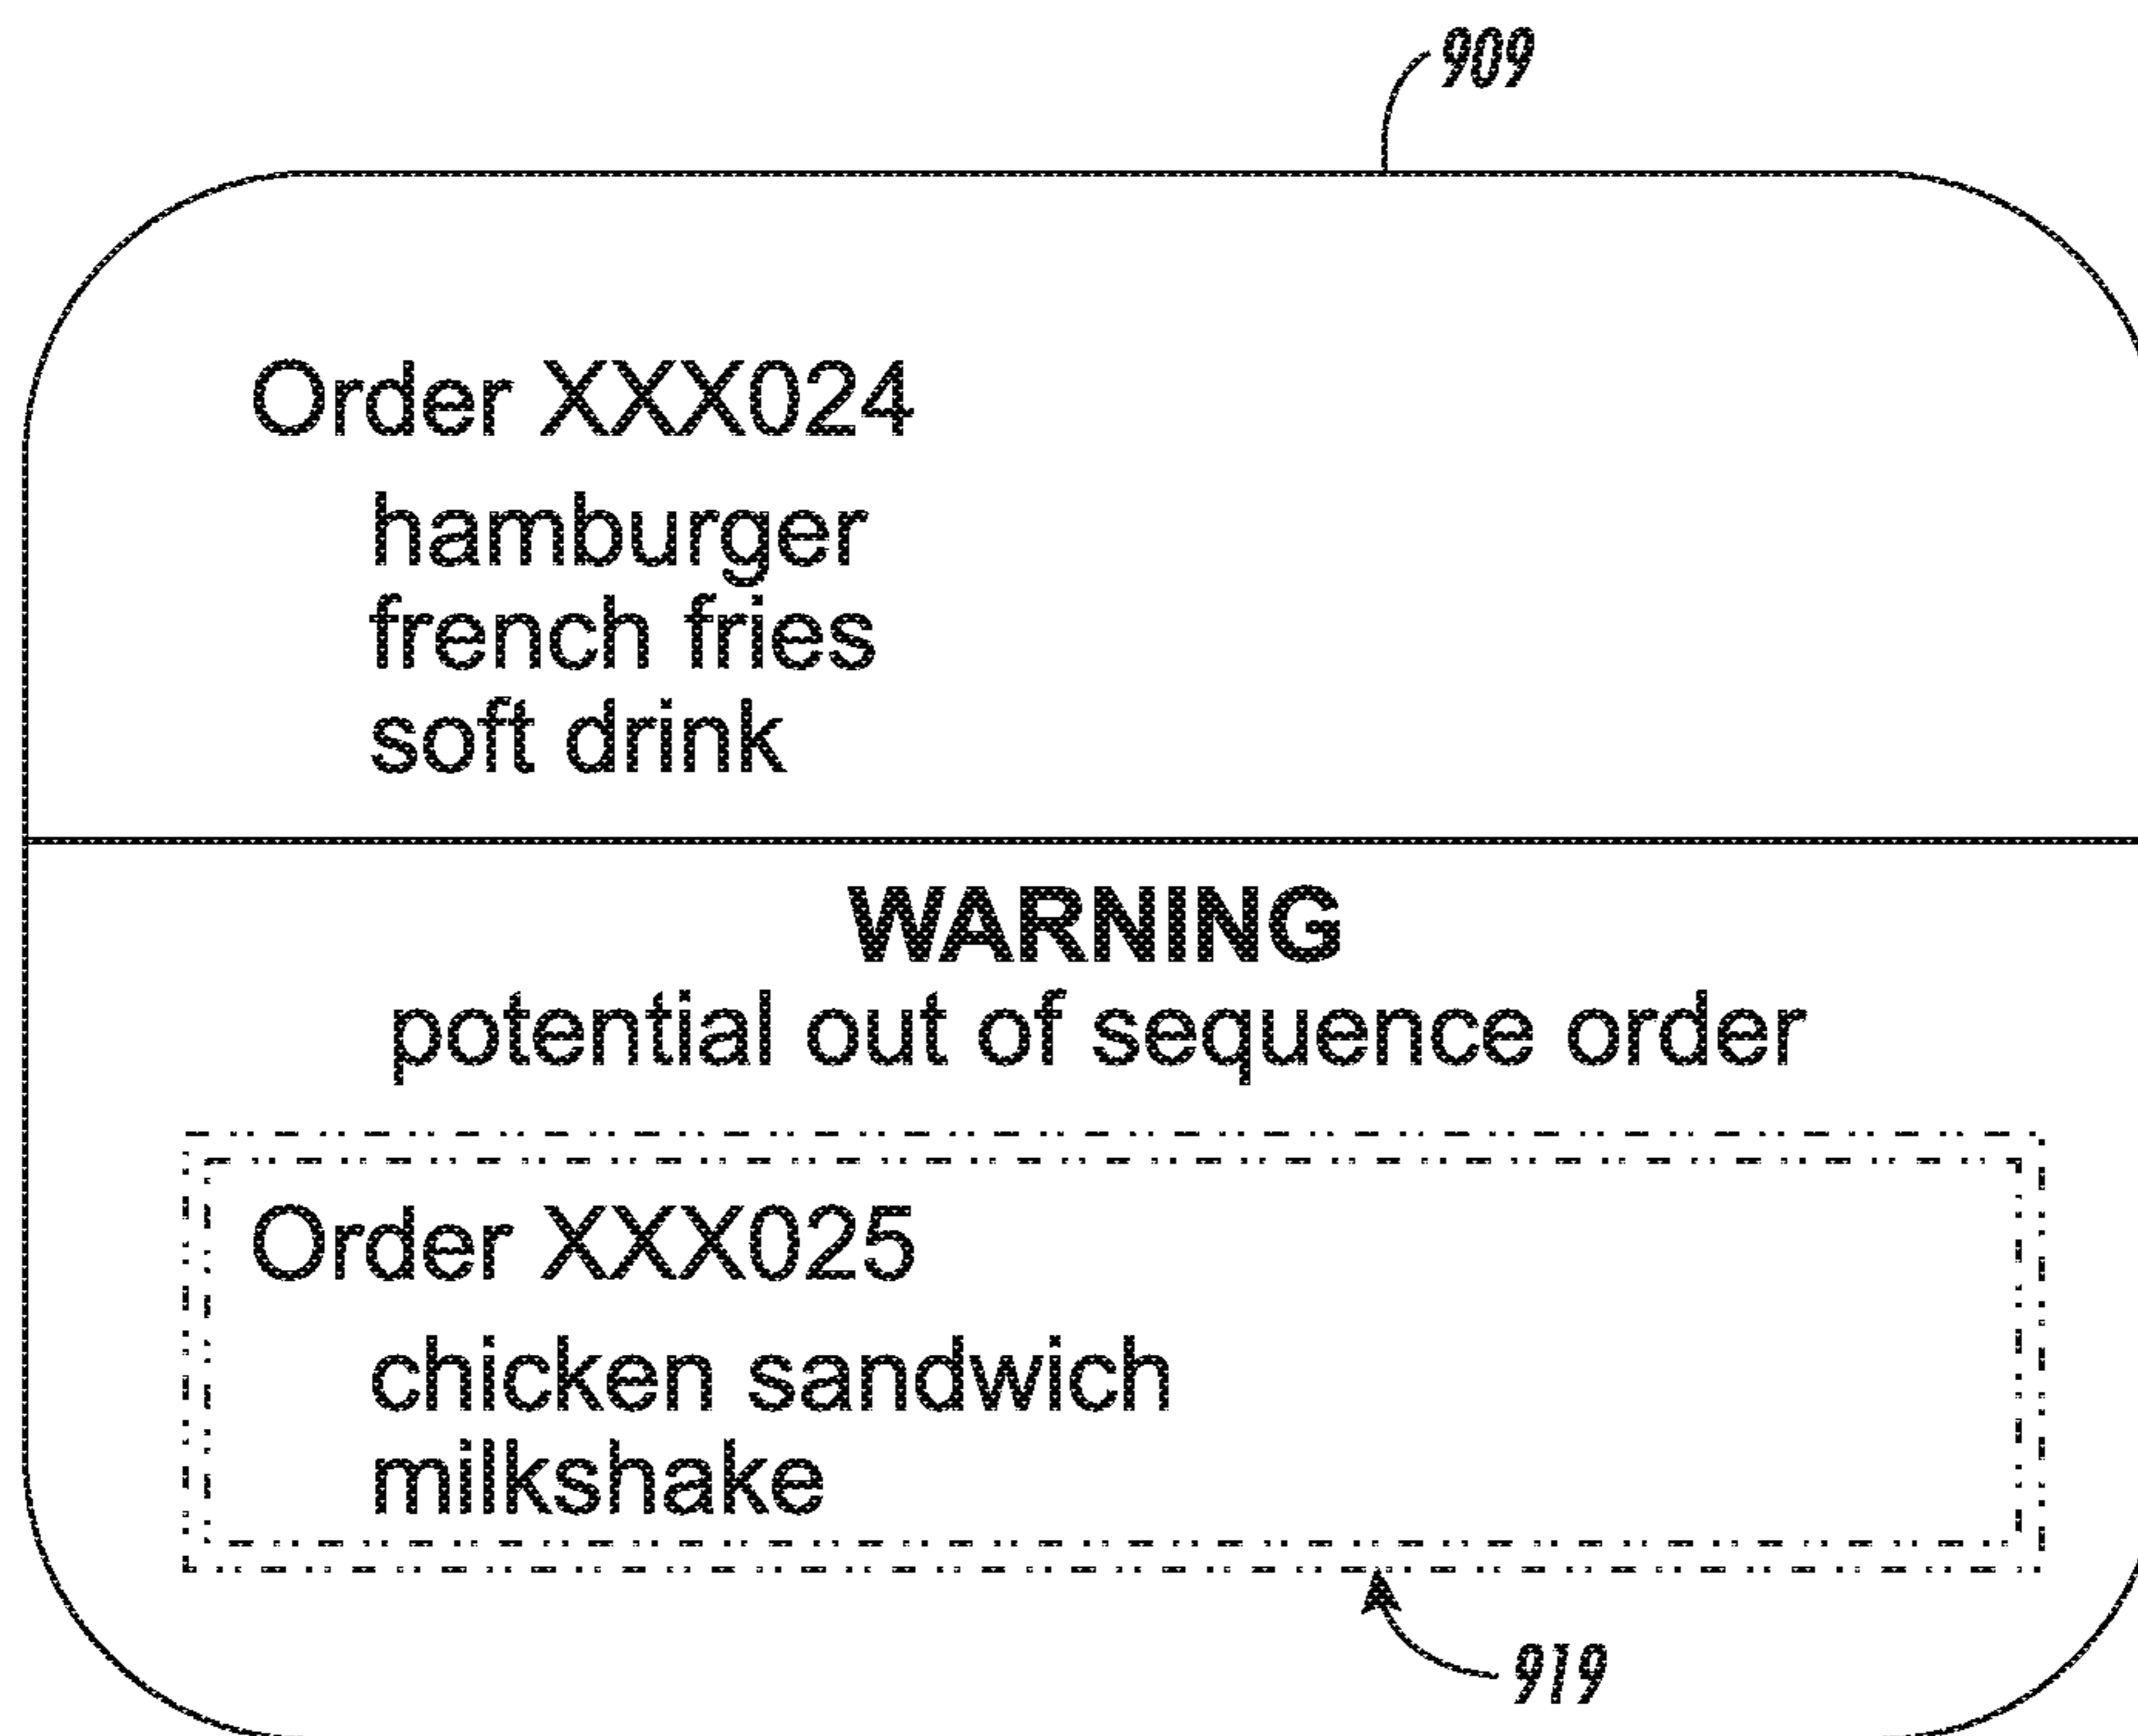 909
Order XXX024
hamburger
french fries
soft drink
WARNING
potential out of sequence order
Order XXX025
chicken sandwich
milkshake
919